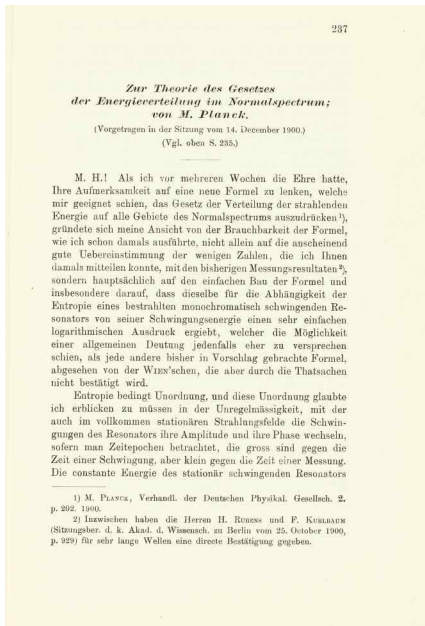 237
Zur Theorie des Gesetzes
der Energieverteilung im Normalspectrum;
von M. Planck.
(Vorgetragen in der Sitzung vom 14. December 1900.)
(Vgl. oben S. 235.)
M. H.! Als ich vor mehreren Wochen die Ehre hatte,
Ihre Aufmerksamkeit auf eine neue Formel zu lenken, welche
mir geeignet schien, das Gesetz der Verteilung der strahlenden
Energie auf alle Gebiete des Normalspectrums auszudrücken¹),
gründete sich meine Ansicht von der Brauchbarkeit der Formel,
wie ich schon damals ausführte, nicht allein auf die anscheinend
gute Uebereinstimmung der wenigen Zahlen, die ich Ihnen
damals mitteilen konnte, mit den bisherigen Messungsresultaten²),
sondern hauptsächlich auf den einfachen Bau der Formel und
insbesondere darauf, dass dieselbe für die Abhängigkeit der
Entropie eines bestrahlten monochromatisch schwingenden Re-
sonators von seiner Schwingungsenergie einen sehr einfachen
logarithmischen Ausdruck ergiebt, welcher die Möglichkeit
einer allgemeinen Deutung jedenfalls eher zu versprechen
schien, als jede andere bisher in Vorschlag gebrachte Formel,
abgesehen von der WIEN'schen, die aber durch die Thatsachen
nicht bestätigt wird.
Entropie bedingt Unordnung, und diese Unordnung glaubte
ich erblicken zu müssen in der Unregelmässigkeit, mit der
auch im vollkommen stationären Strahlungsfelde die Schwin-
gungen des Resonators ihre Amplitude und ihre Phase wechseln,
sofern man Zeitepochen betrachtet, die gross sind gegen die
Zeit einer Schwingung, aber klein gegen die Zeit einer Messung.
Die constante Energie des stationär schwingenden Resonators
1) M. PLANCK, Verhandl. der Deutschen Physikal. Gesellsch. 2.
p. 202. 1900.
2) Inzwischen haben die Herren H. RUBENS und F. KURLBAUM
(Sitzungsber. d. k. Akad. d. Wissensch. zu Berlin vom 25. October 1900,
p. 929) für sehr lange Wellen eine directe Bestätigung gegeben.